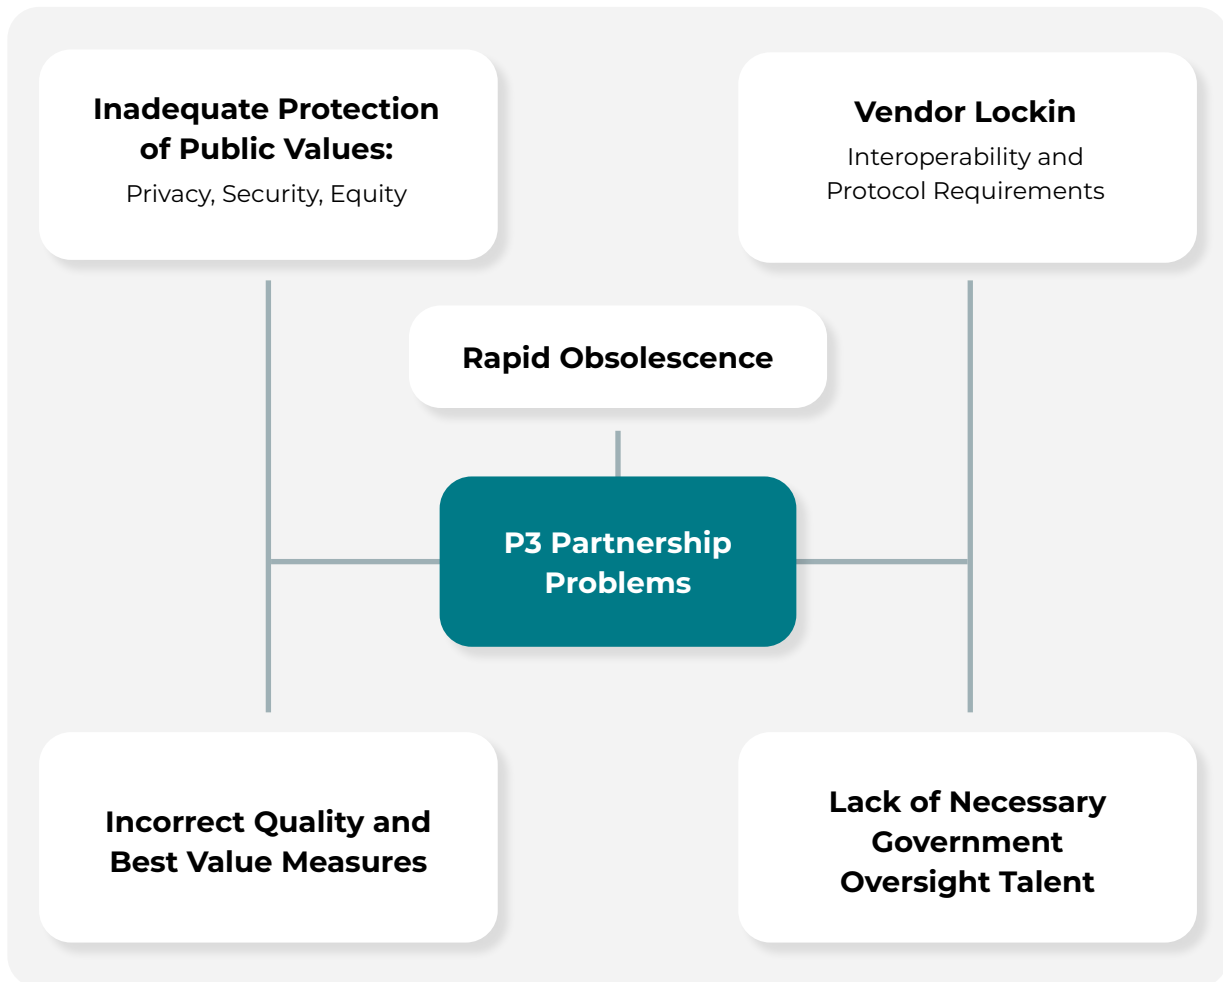 Inadequate Protection
of Public Values:
Privacy, Security, Equity
Vendor Lockin
Interoperability and
Protocol Requirements
Rapid Obsolescence
P3 Partnership
Problems
Incorrect Quality and
Best Value Measures
Lack of Necessary
Government
Oversight Talent